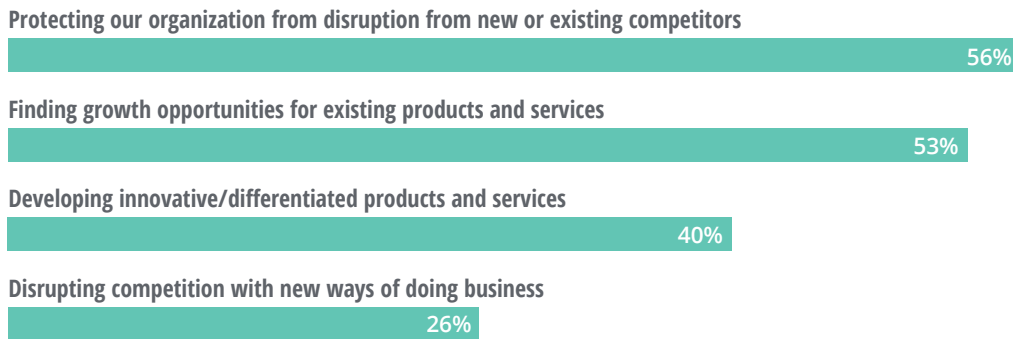 Protecting our organization from disruption from new or existing competitors
56%
Finding growth opportunities for existing products and services
53%
Developing innovative/differentiated products and services
40%
Disrupting competition with new ways of doing business
26%